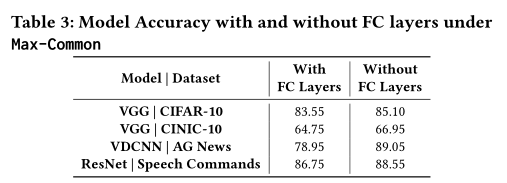 Table 3: Model Accuracy with and without FC layers under
Max-Common
Model | Dataset With FC Layers Without FC Layers
VGG | CIFAR-10 83.55 85.10
VGG | CINIC-10 64.75 66.95
VDCNN | AG News 78.95 89.05
ResNet | Speech Commands 86.75 88.55